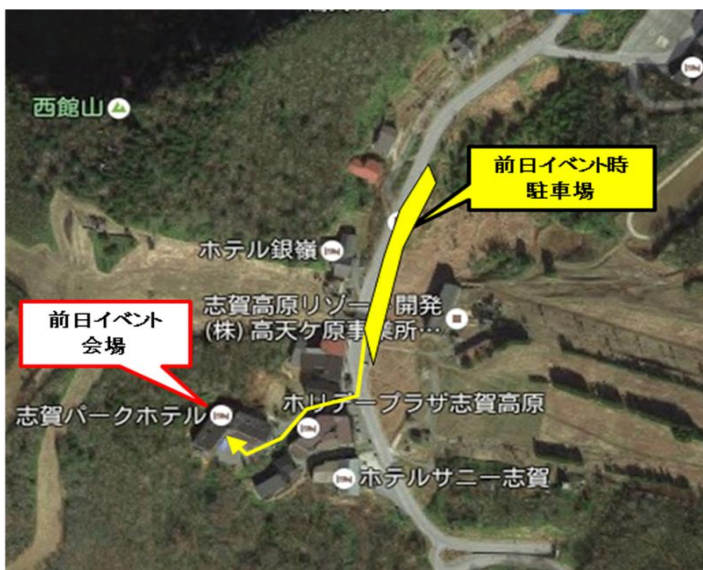 西館山
前日イベント時
駐車場
ホテル銀嶺
志賀高原リゾー 開発
(株) 高天ケ原事業所…
前日イベント
会場
志賀パークホテル
ホリデープラザ志賀高原
ホテルサニー志賀